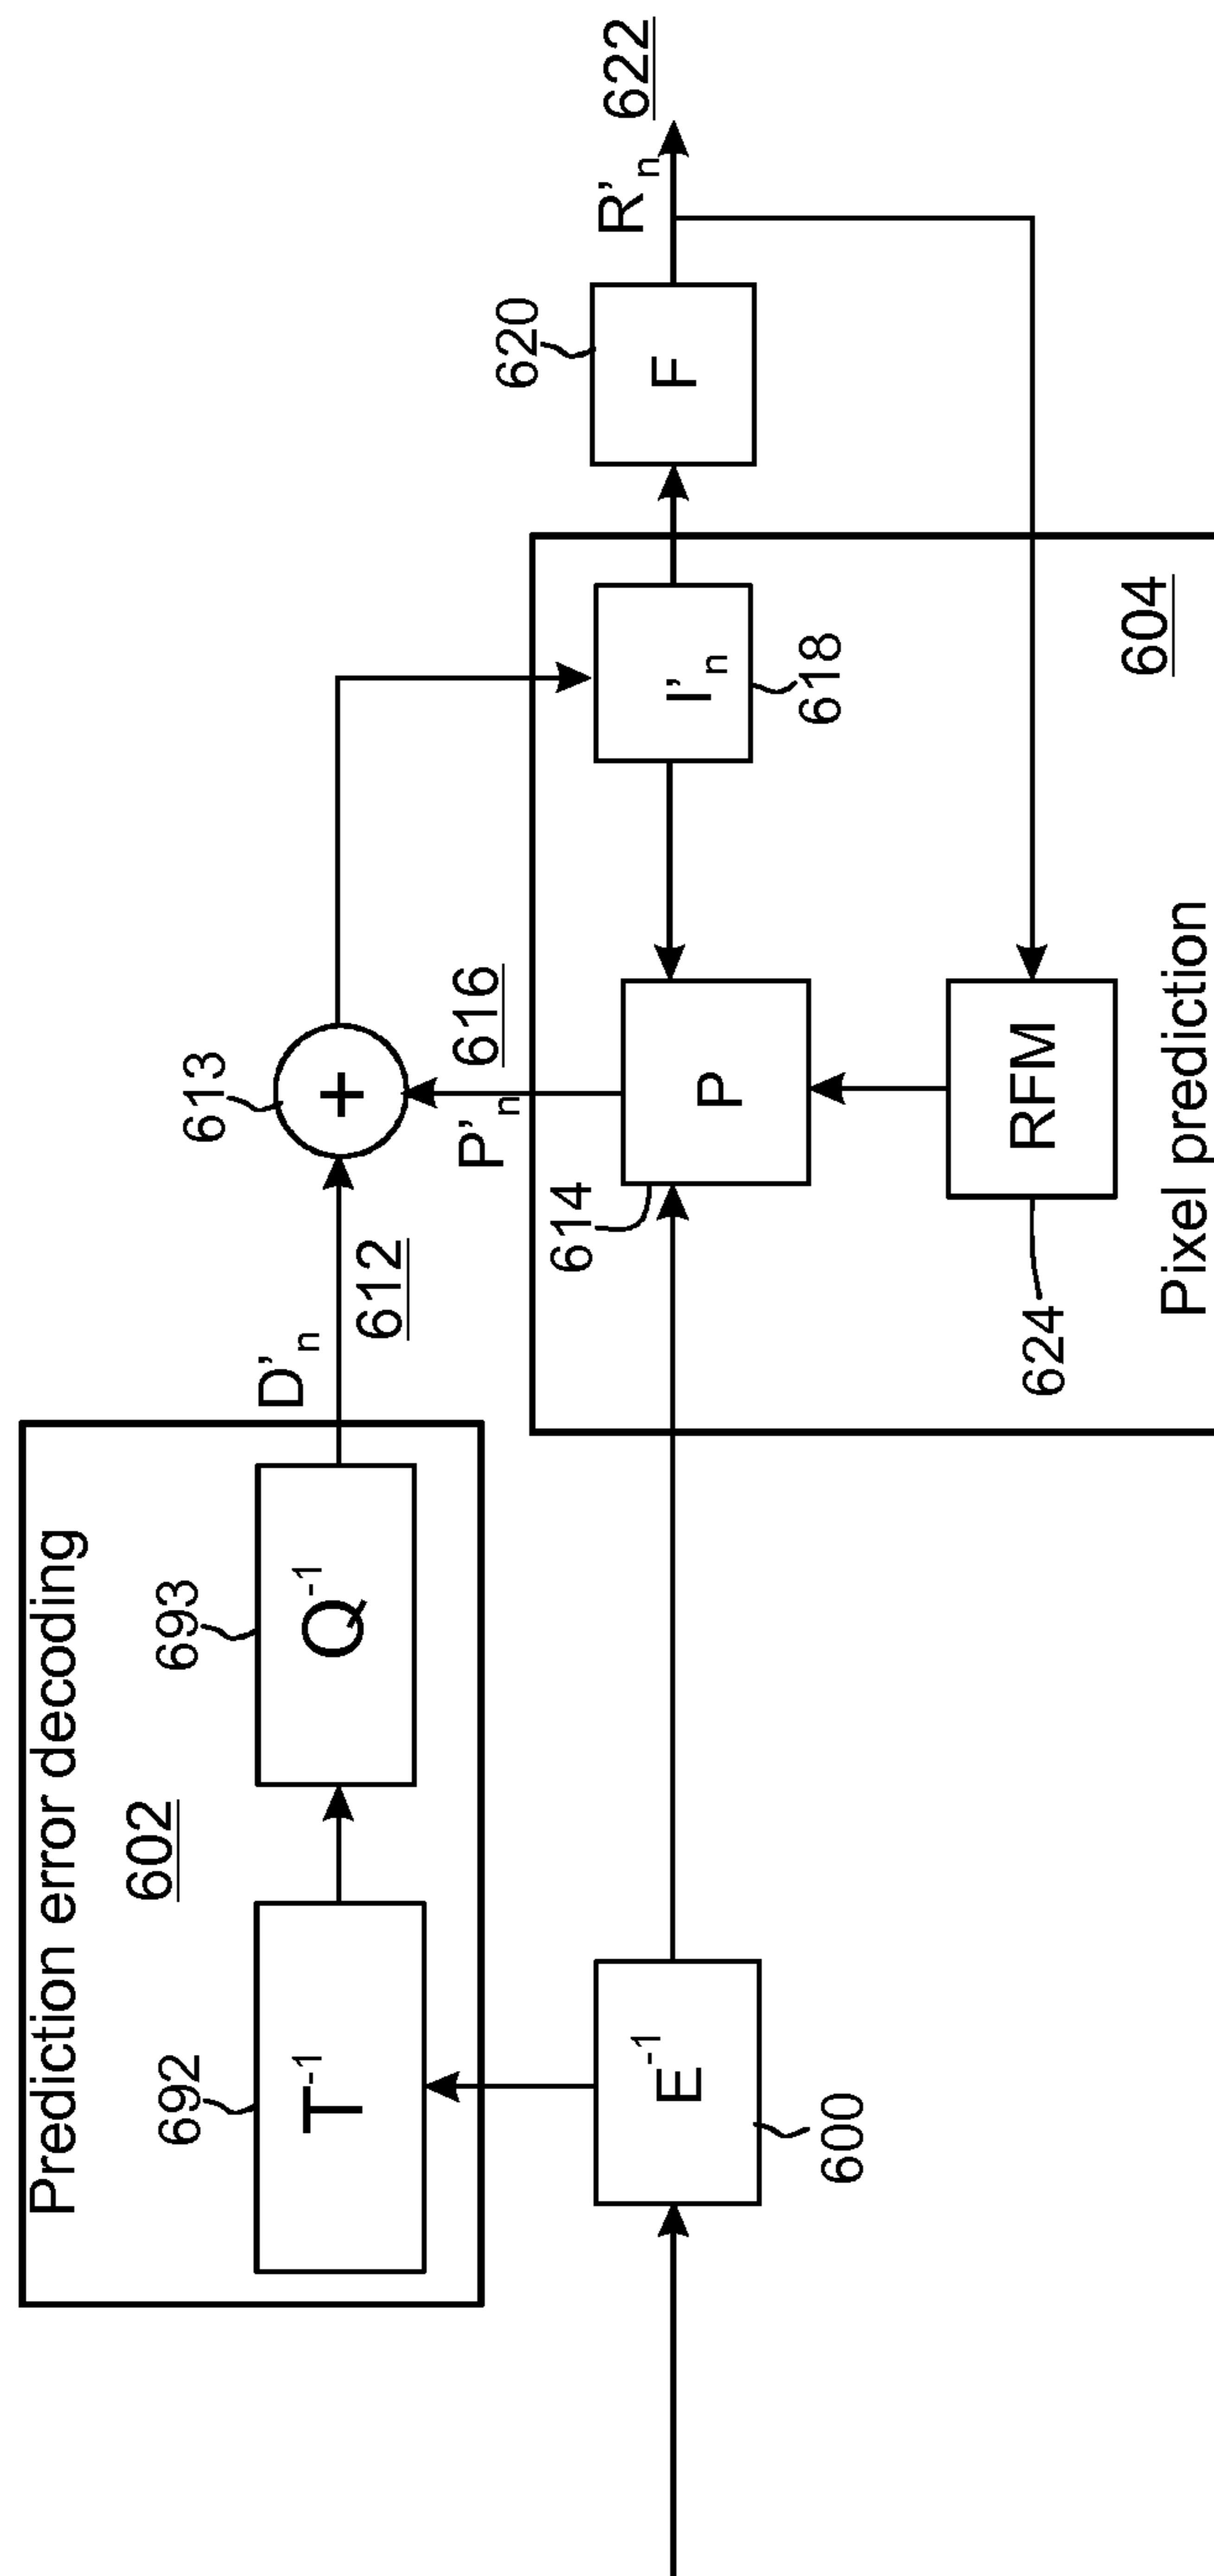 Prediction error decoding
602
692
T-1
693
Q-1
D'n
612
613
+
P'n
616
E-1
600
614
P
I'n
618
F
620
R'n
622
RFM
624
604
Pixel prediction